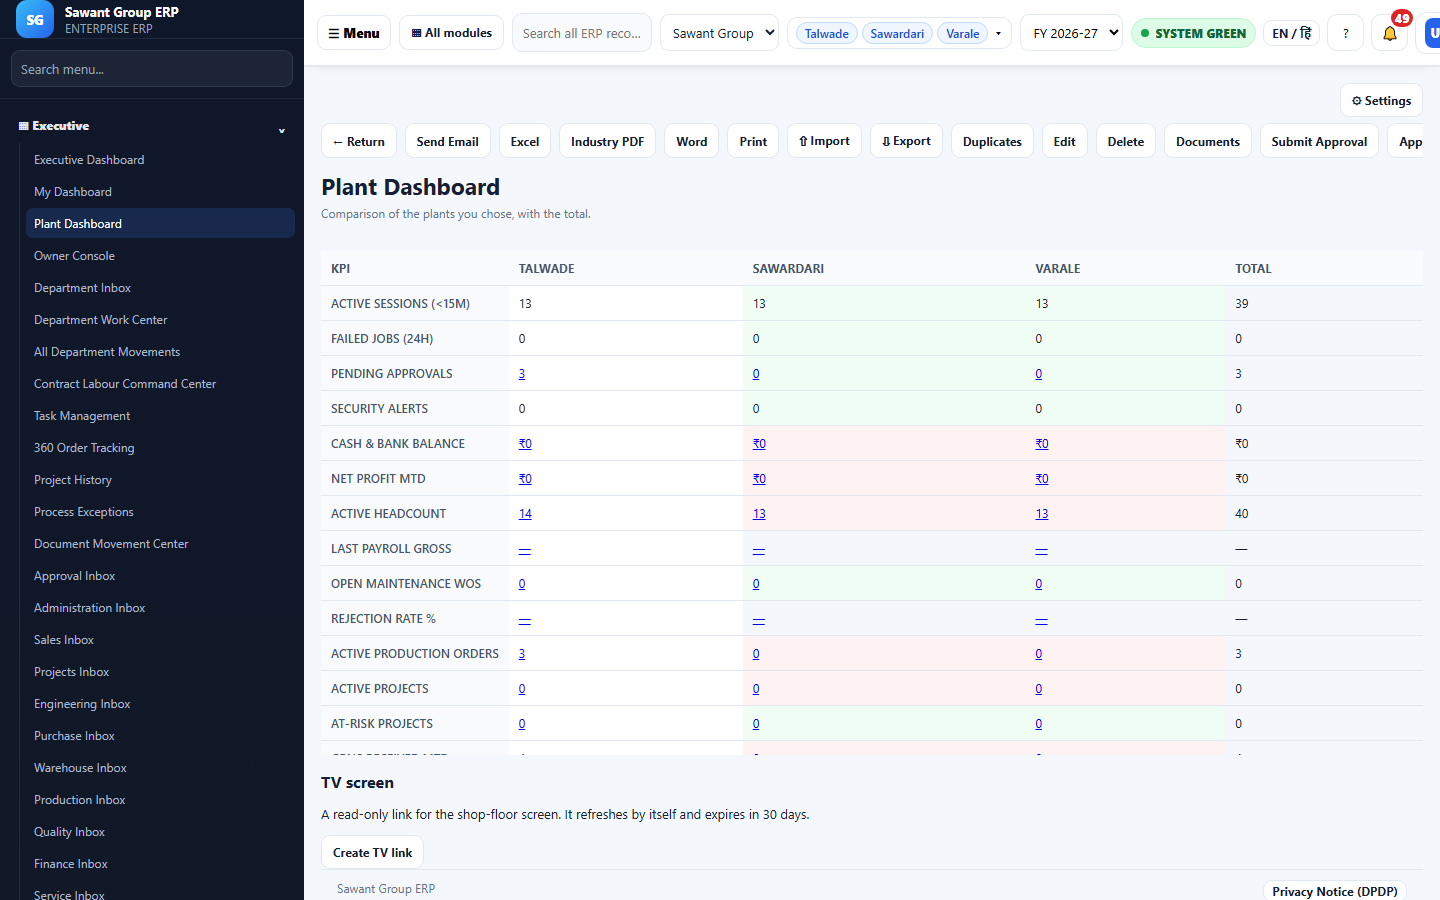 SG
Sawant Group ERP
ENTERPRISE ERP
Search menu...
Executive
Executive Dashboard
My Dashboard
Plant Dashboard
Owner Console
Department Inbox
Department Work Center
All Department Movements
Contract Labour Command Center
Task Management
360 Order Tracking
Project History
Process Exceptions
Document Movement Center
Approval Inbox
Administration Inbox
Sales Inbox
Projects Inbox
Engineering Inbox
Purchase Inbox
Warehouse Inbox
Production Inbox
Quality Inbox
Finance Inbox
Service Inbox
☰ Menu
All modules
Search all ERP reco...
Sawant Group
Talwade Sawardari Varale
FY 2026-27
SYSTEM GREEN
EN / हिं
?
49
U
⚙ Settings
← Return Send Email Excel Industry PDF Word Print ⇧ Import ⇩ Export Duplicates Edit Delete Documents Submit Approval App
Plant Dashboard
Comparison of the plants you chose, with the total.
KPI TALWADE SAWARDARI VARALE TOTAL
ACTIVE SESSIONS (<15M) 13 13 13 39
FAILED JOBS (24H) 0 0 0 0
PENDING APPROVALS 3 0 0 3
SECURITY ALERTS 0 0 0 0
CASH & BANK BALANCE ₹0 ₹0 ₹0 ₹0
NET PROFIT MTD ₹0 ₹0 ₹0 ₹0
ACTIVE HEADCOUNT 14 13 13 40
LAST PAYROLL GROSS — — — —
OPEN MAINTENANCE WOS 0 0 0 0
REJECTION RATE % — — — —
ACTIVE PRODUCTION ORDERS 3 0 0 3
ACTIVE PROJECTS 0 0 0 0
AT-RISK PROJECTS 0 0 0 0
TV screen
A read-only link for the shop-floor screen. It refreshes by itself and expires in 30 days.
Create TV link
Sawant Group ERP
Privacy Notice (DPDP)